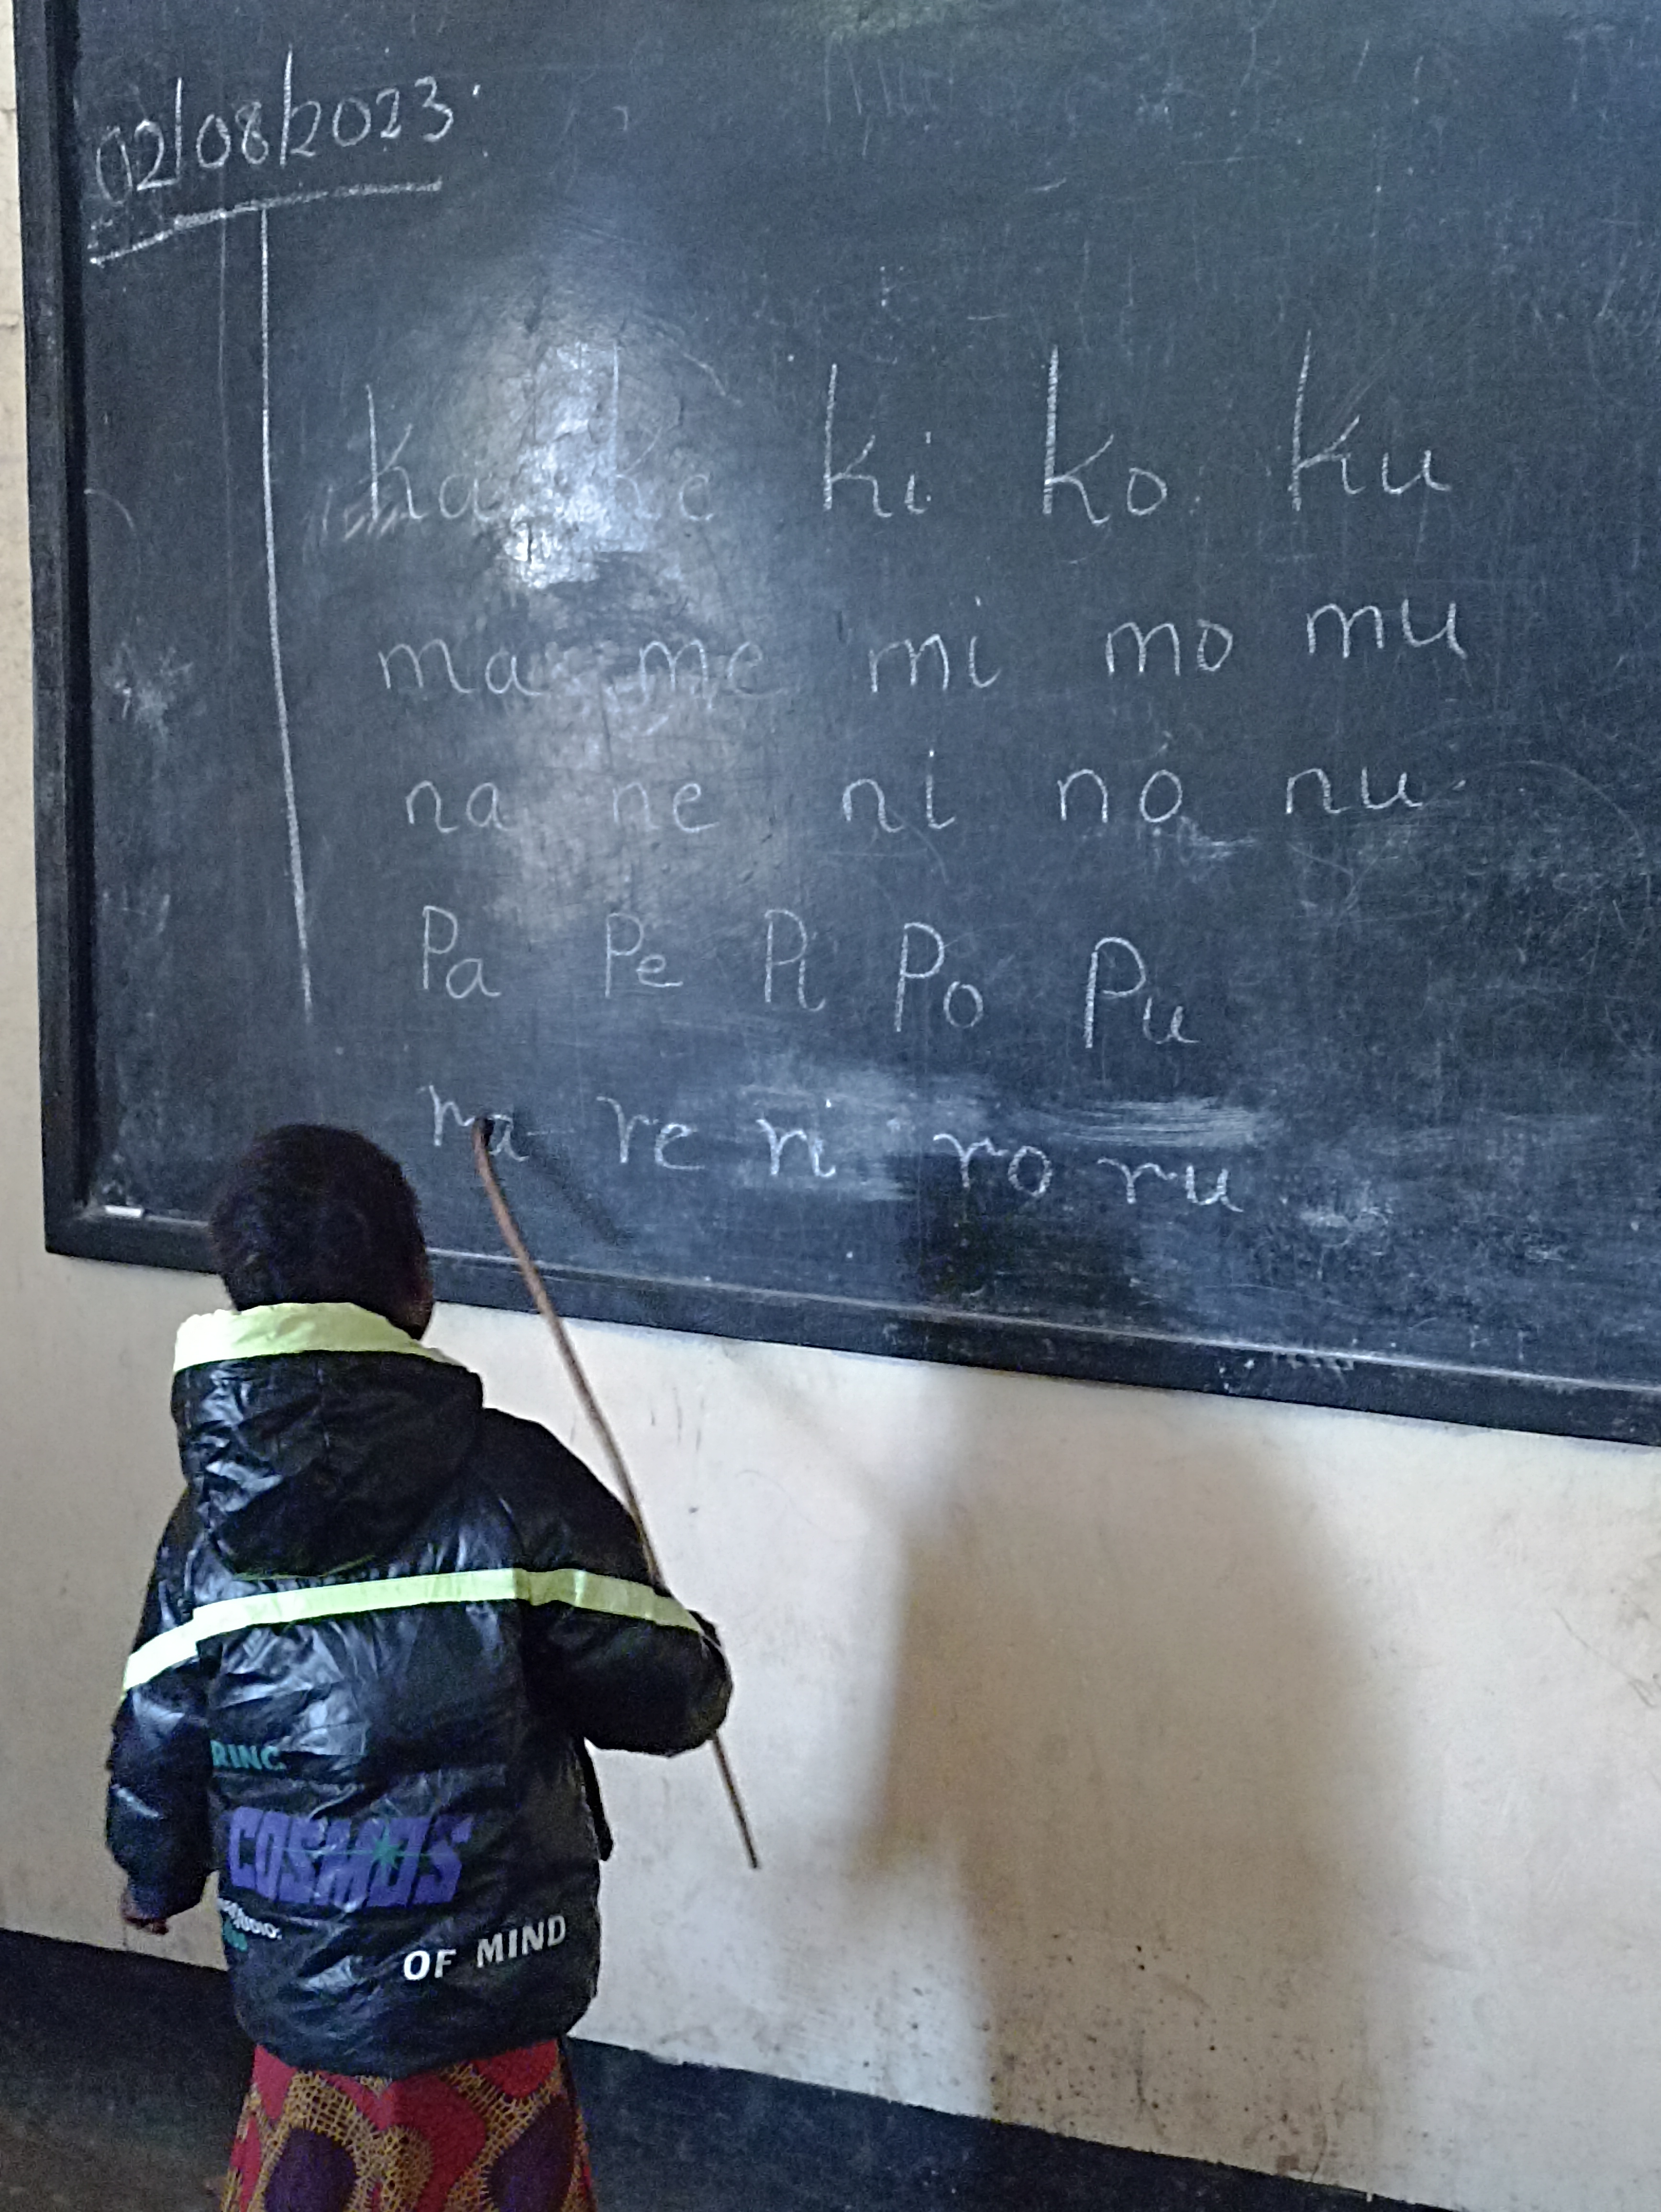 02/08/2023.
ka ke ki ko ku
ma me mi mo mu
na ne ni no nu
Pa Pe Pi Po Pu
ra re ri ro ru
COSMOS
OF MIND